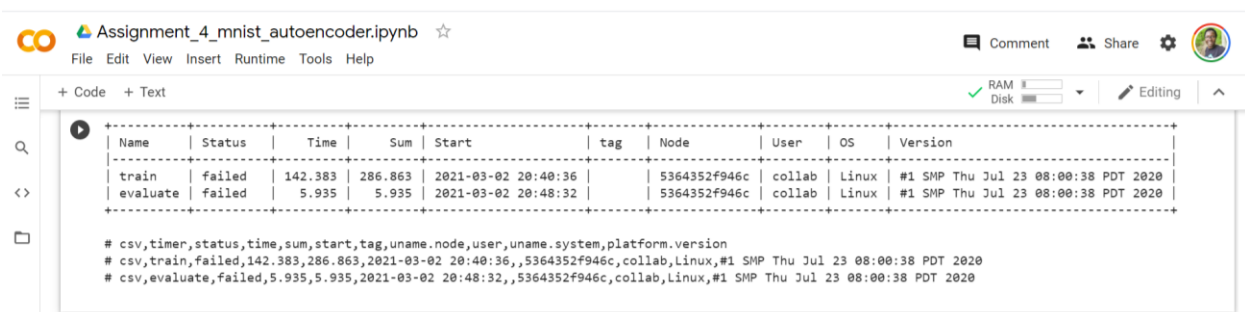 Assignment_4_mnist_autoencoder.ipynb
File Edit View Insert Runtime Tools Help
Comment Share
+ Code + Text
RAM
Disk
Editing
+----------+----------+---------+---------+---------------------+-------+--------------+--------+-------+-------------------------------------+
| Name | Status | Time | Sum | Start | tag | Node | User | OS | Version |
|----------+----------+---------+---------+---------------------+-------+--------------+--------+-------+-------------------------------------|
| train | failed | 142.383 | 286.863 | 2021-03-02 20:40:36 | | 5364352f946c | collab | Linux | #1 SMP Thu Jul 23 08:00:38 PDT 2020 |
| evaluate | failed | 5.935 | 5.935 | 2021-03-02 20:48:32 | | 5364352f946c | collab | Linux | #1 SMP Thu Jul 23 08:00:38 PDT 2020 |
+----------+----------+---------+---------+---------------------+-------+--------------+--------+-------+-------------------------------------+
# csv,timer,status,time,sum,start,tag,uname.node,user,uname.system,platform.version
# csv,train,failed,142.383,286.863,2021-03-02 20:40:36,,5364352f946c,collab,Linux,#1 SMP Thu Jul 23 08:00:38 PDT 2020
# csv,evaluate,failed,5.935,5.935,2021-03-02 20:48:32,,5364352f946c,collab,Linux,#1 SMP Thu Jul 23 08:00:38 PDT 2020